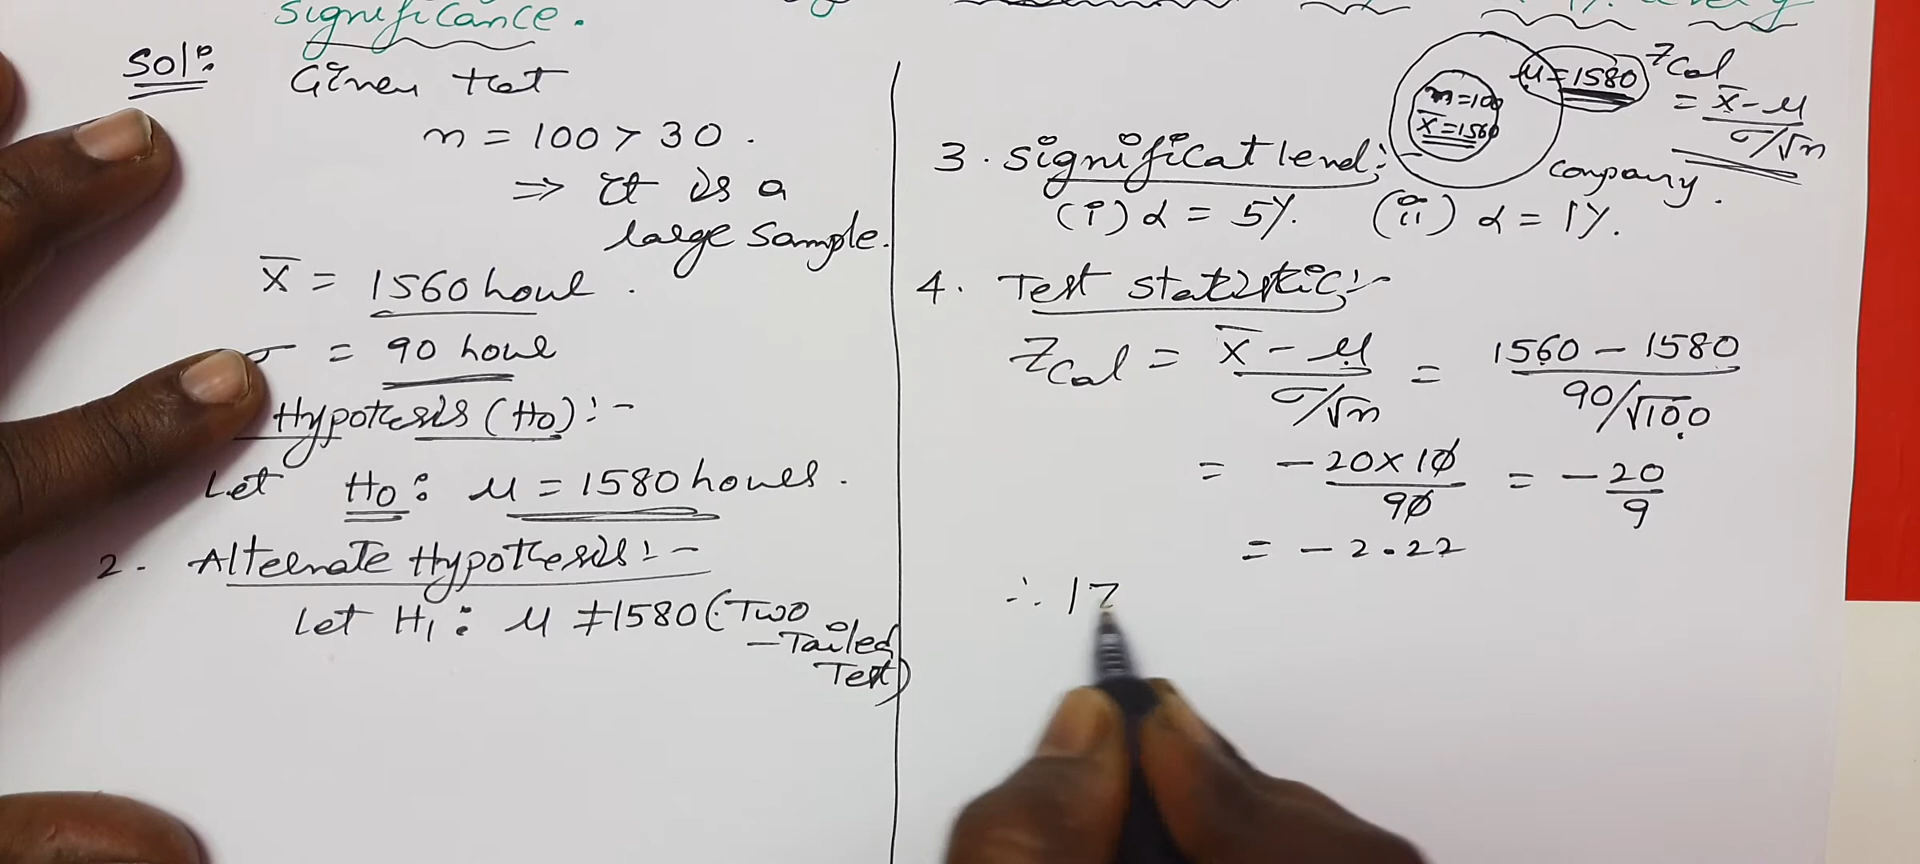 significance.
Sol:
Given that
n = 100 > 30 .
⇒ it is a
large sample.
x̄ = 1560 hour .
σ = 90 hour
Hypothesis (H0) :-
Let H0 : μ = 1580 houes .
2. Alternate Hypothesis :-
Let H1 : μ ≠ 1580 (∵ Two
-Tailed
Test)
n=100
x̄ = 1560
μ = 1580
company .
Zcal
= x̄ - μ / σ/√n
3. significat level :
(i) α = 5%. (ii) α = 1%.
4. Test statistic :-
Zcal = x̄ - μ / σ/√n = 1560 - 1580 / 90/√100
= -20 × 10 / 90 = -20/9
= -2.22
∴ |Z